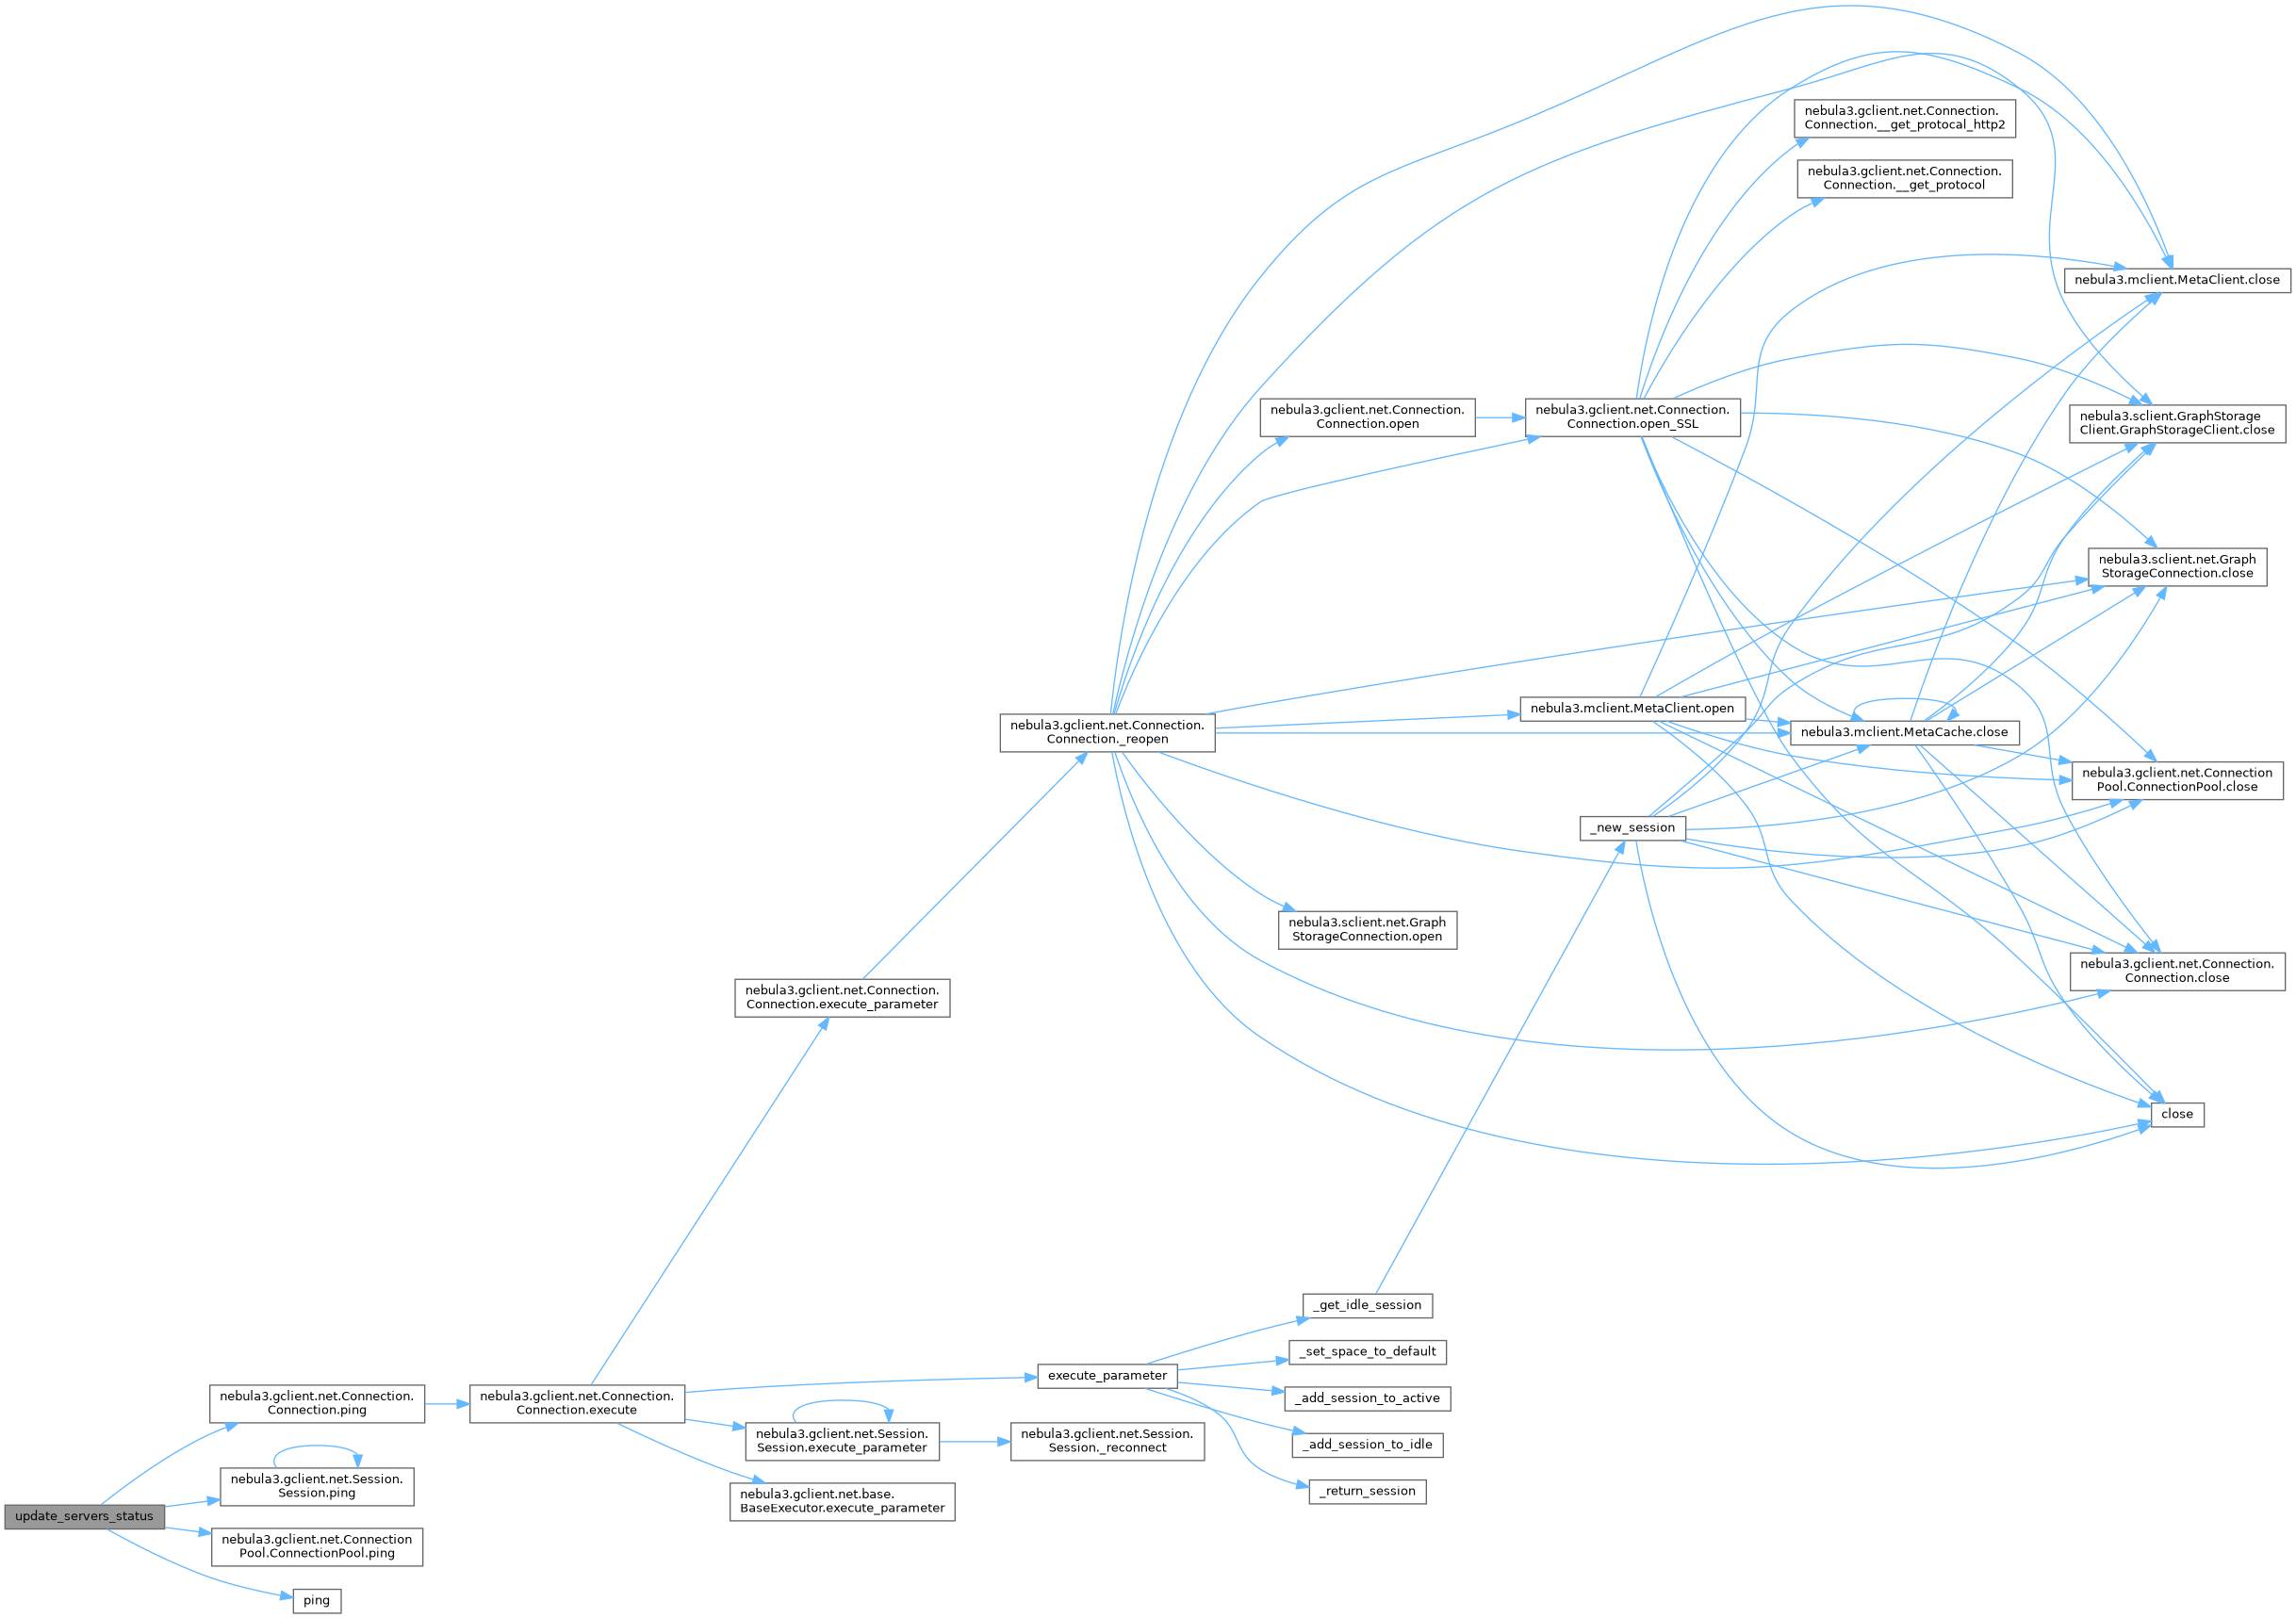 nebula3.gclient.net.Connection.
Connection.__get_protocal_http2
nebula3.gclient.net.Connection.
Connection.__get_protocol
nebula3.mclient.MetaClient.close
nebula3.gclient.net.Connection.
Connection.open
nebula3.gclient.net.Connection.
Connection.open_SSL
nebula3.sclient.GraphStorage
Client.GraphStorageClient.close
nebula3.sclient.net.Graph
StorageConnection.close
nebula3.gclient.net.Connection.
Connection._reopen
nebula3.mclient.MetaClient.open
nebula3.mclient.MetaCache.close
nebula3.gclient.net.Connection
Pool.ConnectionPool.close
_new_session
nebula3.sclient.net.Graph
StorageConnection.open
nebula3.gclient.net.Connection.
Connection.close
nebula3.gclient.net.Connection.
Connection.execute_parameter
close
_get_idle_session
_set_space_to_default
execute_parameter
_add_session_to_active
nebula3.gclient.net.Connection.
Connection.ping
nebula3.gclient.net.Connection.
Connection.execute
nebula3.gclient.net.Session.
Session.execute_parameter
nebula3.gclient.net.Session.
Session._reconnect
_add_session_to_idle
nebula3.gclient.net.Session.
Session.ping
nebula3.gclient.net.base.
BaseExecutor.execute_parameter
_return_session
update_servers_status
nebula3.gclient.net.Connection
Pool.ConnectionPool.ping
ping